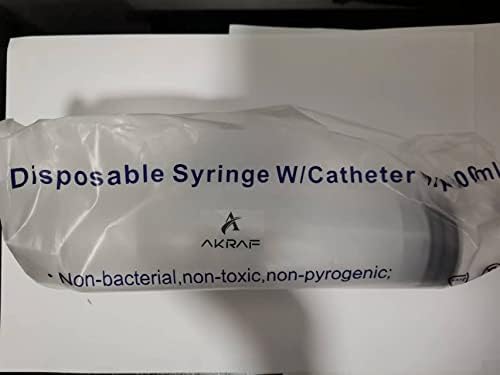 Disposable Syringe W/Catheter
AKRAF
* Non-bacterial,non-toxic,non-pyrogenic;